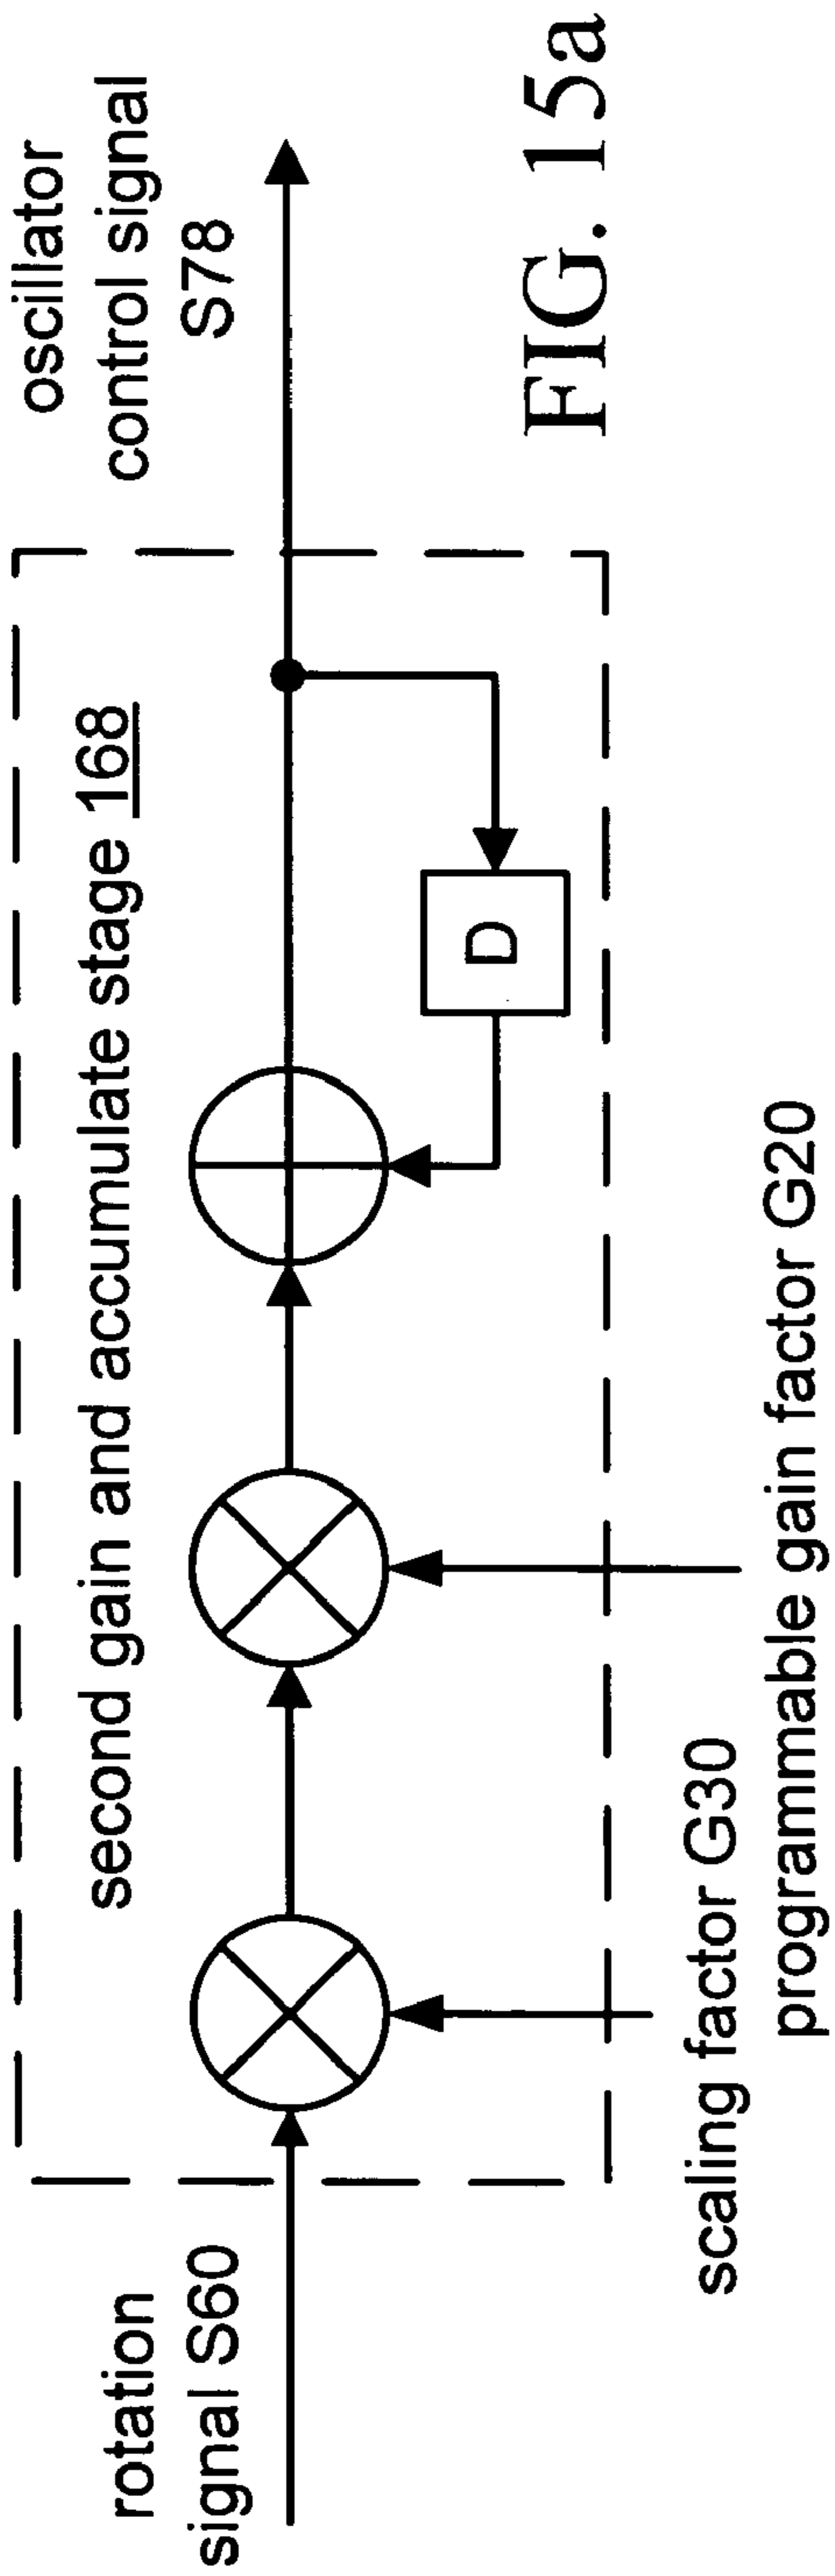 rotation
signal S60
second gain and accumulate stage 168
D
oscillator
control signal
S78
scaling factor G30
programmable gain factor G20
FIG. 15a